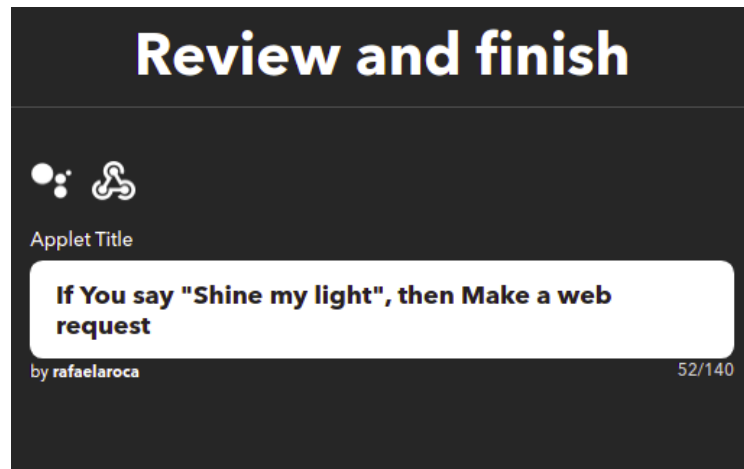 Review and finish
Applet Title
If You say "Shine my light", then Make a web
request
by rafaelaroca
52/140